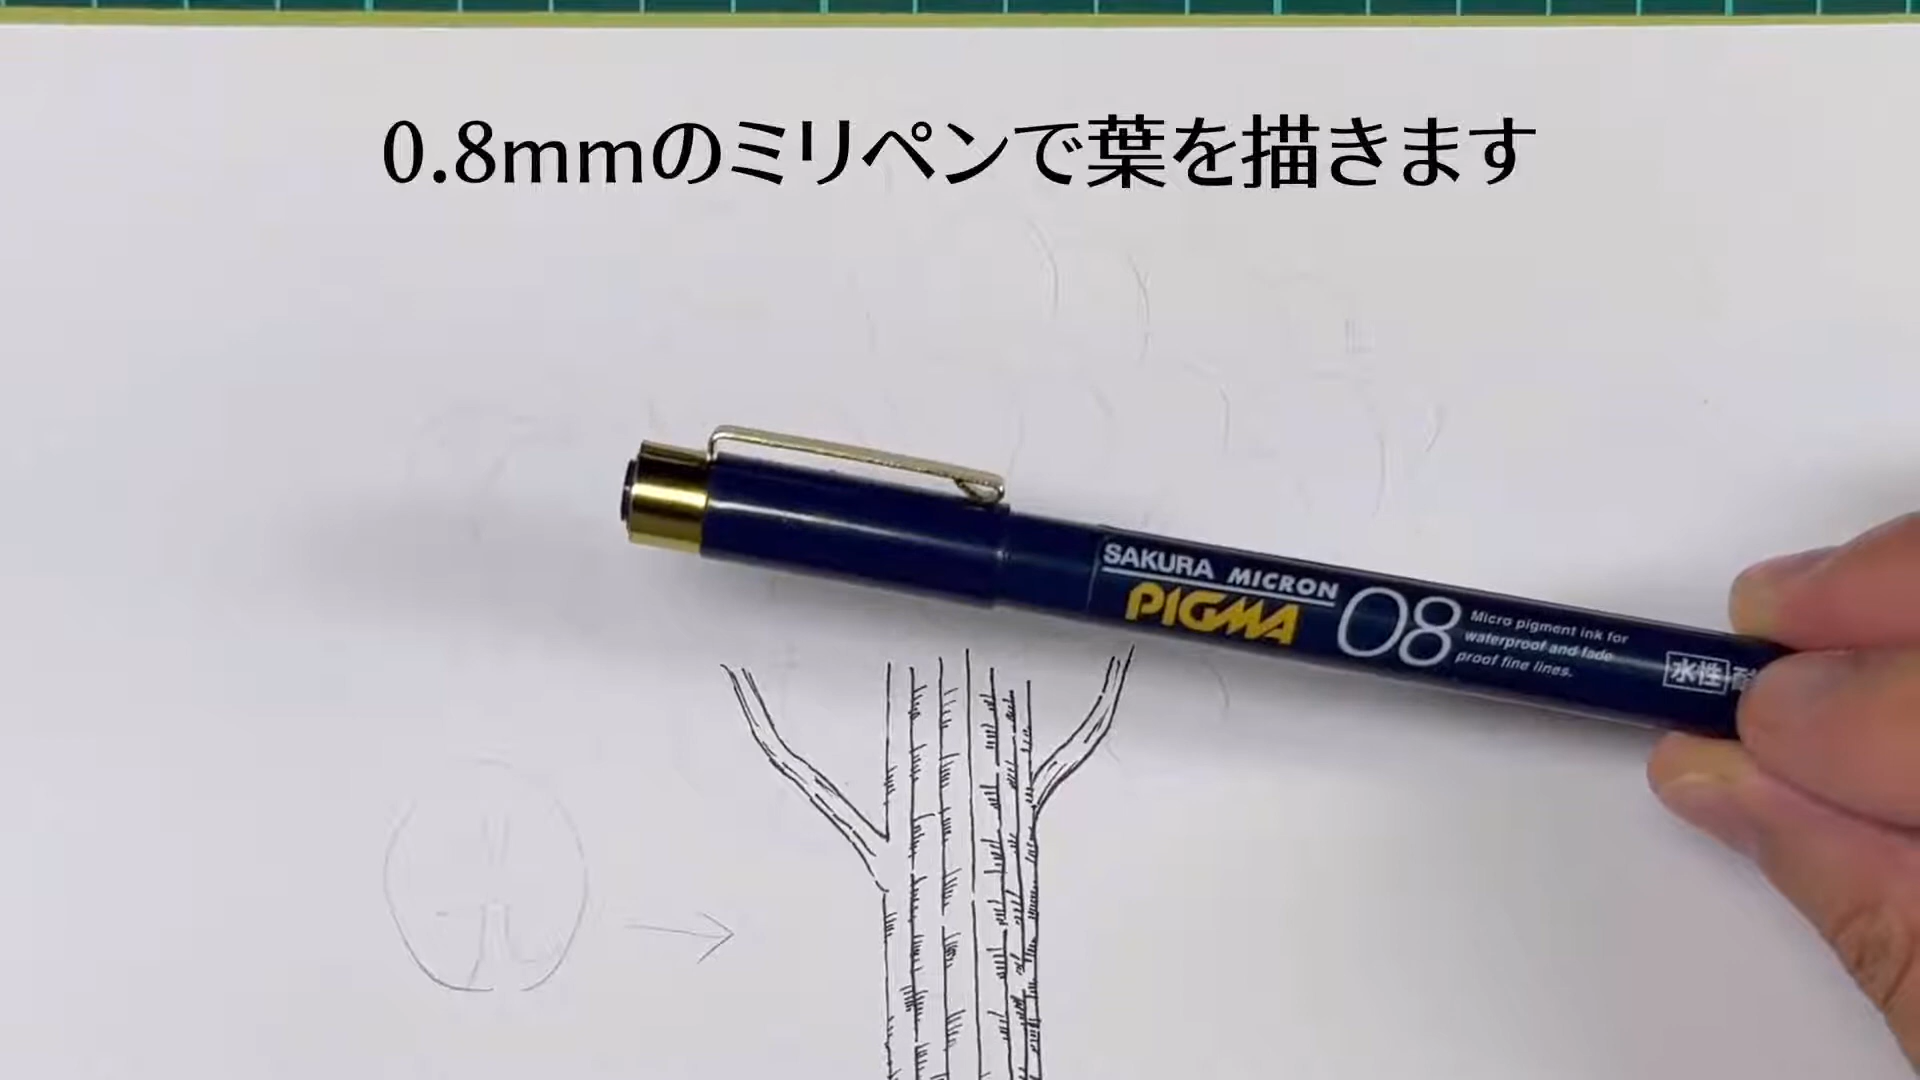 0.8mmのミリペンで葉を描きます
SAKURA MICRON
PIGMA
08
Micro pigment ink for
waterproof and fade
proof fine lines.
水性